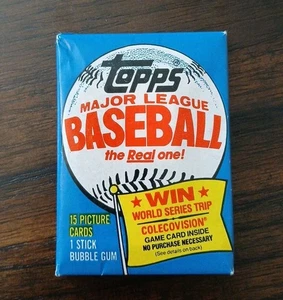 topps
MAJOR LEAGUE
BASEBALL
the Real one!
★ WIN ★
WORLD SERIES TRIP
COLECOVISION®
GAME CARD INSIDE
NO PURCHASE NECESSARY
(See details on back)
15 PICTURE
CARDS
1 STICK
BUBBLE GUM